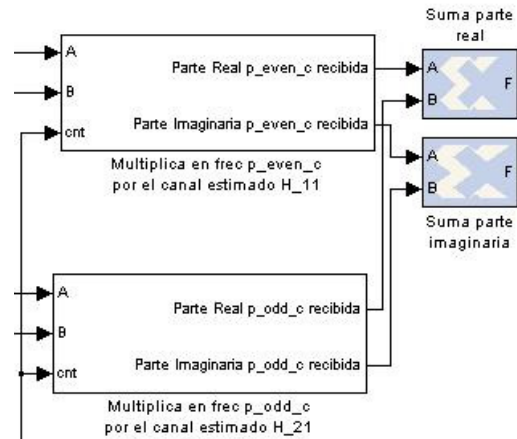 Suma parte
real
A
B
cnt
Parte Real p_even_c recibida
Parte Imaginaria p_even_c recibida
A
B
F
Multiplica en frec p_even_c
por el canal estimado H_11
A
B
F
Suma parte
imaginaria
A
B
cnt
Parte Real p_odd_c recibida
Parte Imaginaria p_odd_c recibida
Multiplica en frec p_odd_c
por el canal estimado H_21